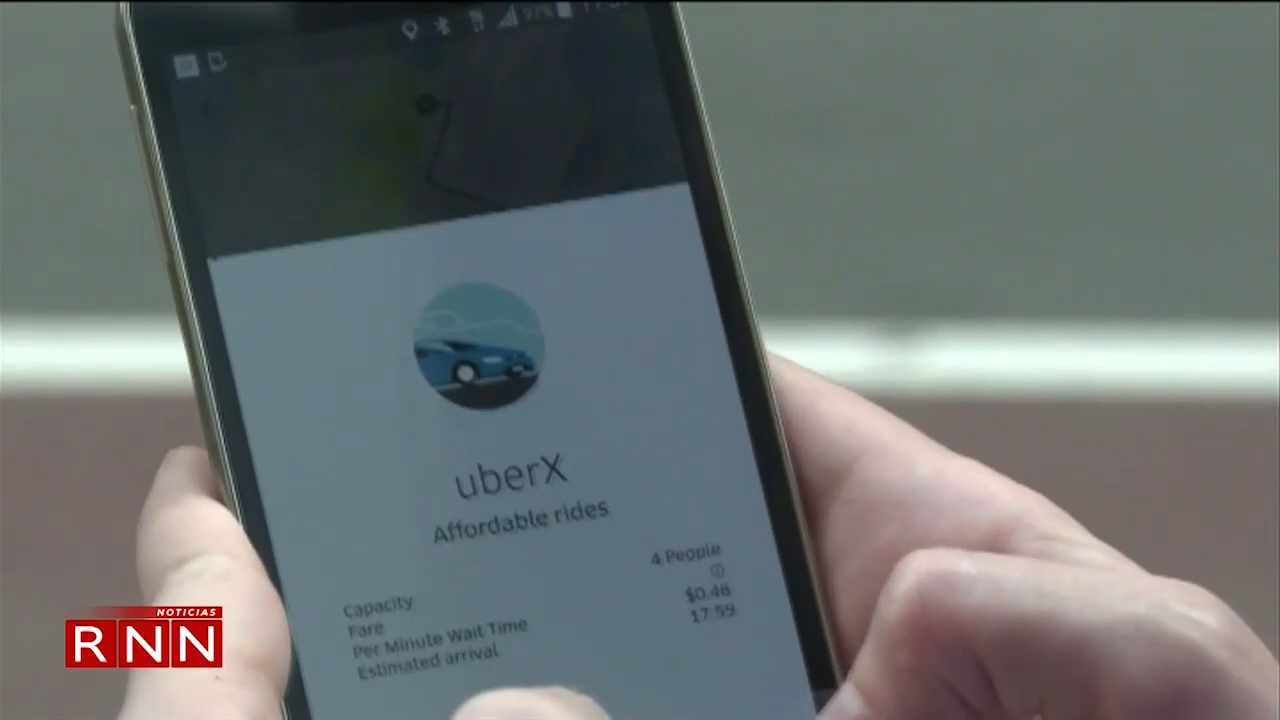 97%
uberX
Affordable rides
Capacity 4 People
Fare
Per Minute Wait Time $0.46
Estimated arrival 17:59
NOTICIAS
RNN